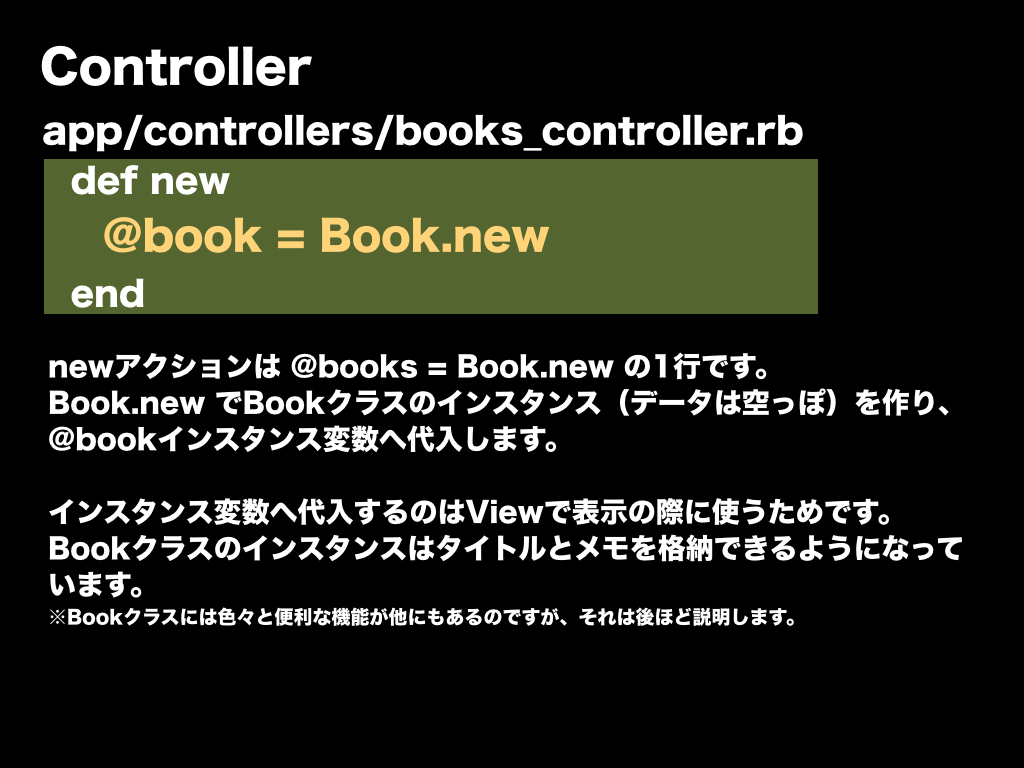 Controller
app/controllers/books_controller.rb
def new
@book = Book.new
end
newアクションは @books = Book.new の1行です。
Book.new でBookクラスのインスタンス（データは空っぽ）を作り、
@bookインスタンス変数へ代入します。
インスタンス変数へ代入するのはViewで表示の際に使うためです。
Bookクラスのインスタンスはタイトルとメモを格納できるようになって
います。
※Bookクラスには色々と便利な機能が他にもあるのですが、それは後ほど説明します。